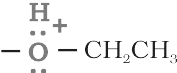 H
+
– O – CH₂CH₃